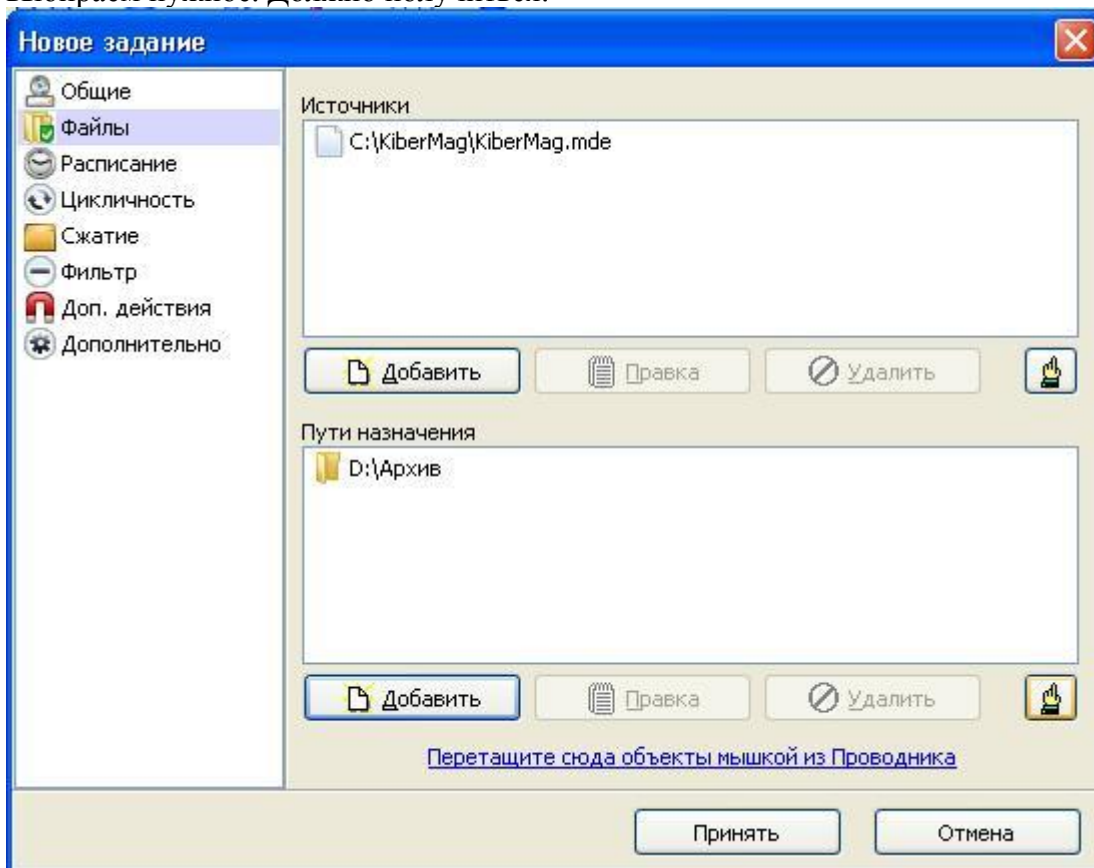 Новое задание
Общие
Файлы
Расписание
Цикличность
Сжатие
Фильтр
Доп. действия
Дополнительно
Источники
C:\KiberMag\KiberMag.mde
Добавить
Правка
Удалить
Пути назначения
D:\Архив
Добавить
Правка
Удалить
Перетащите сюда объекты мышкой из Проводника
Принять
Отмена